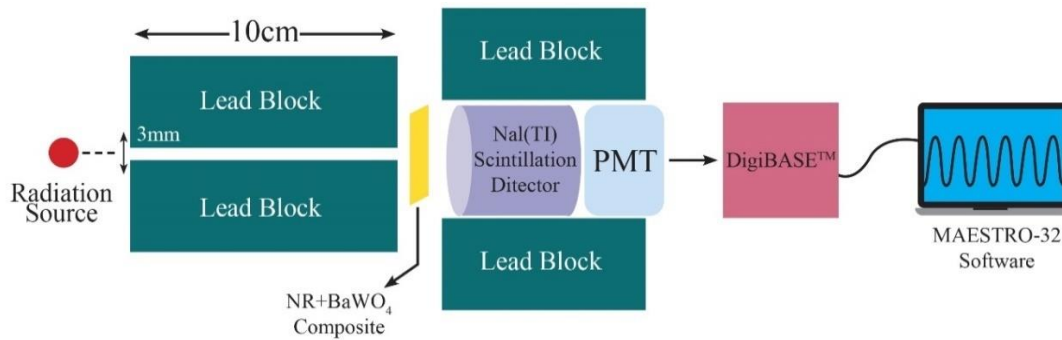 10cm
Lead Block
3mm
Lead Block
Radiation
Source
NR+BaWO₄
Composite
Lead Block
NaI(TI)
Scintillation
Ditector
PMT
Lead Block
DigiBASE™
MAESTRO-32
Software